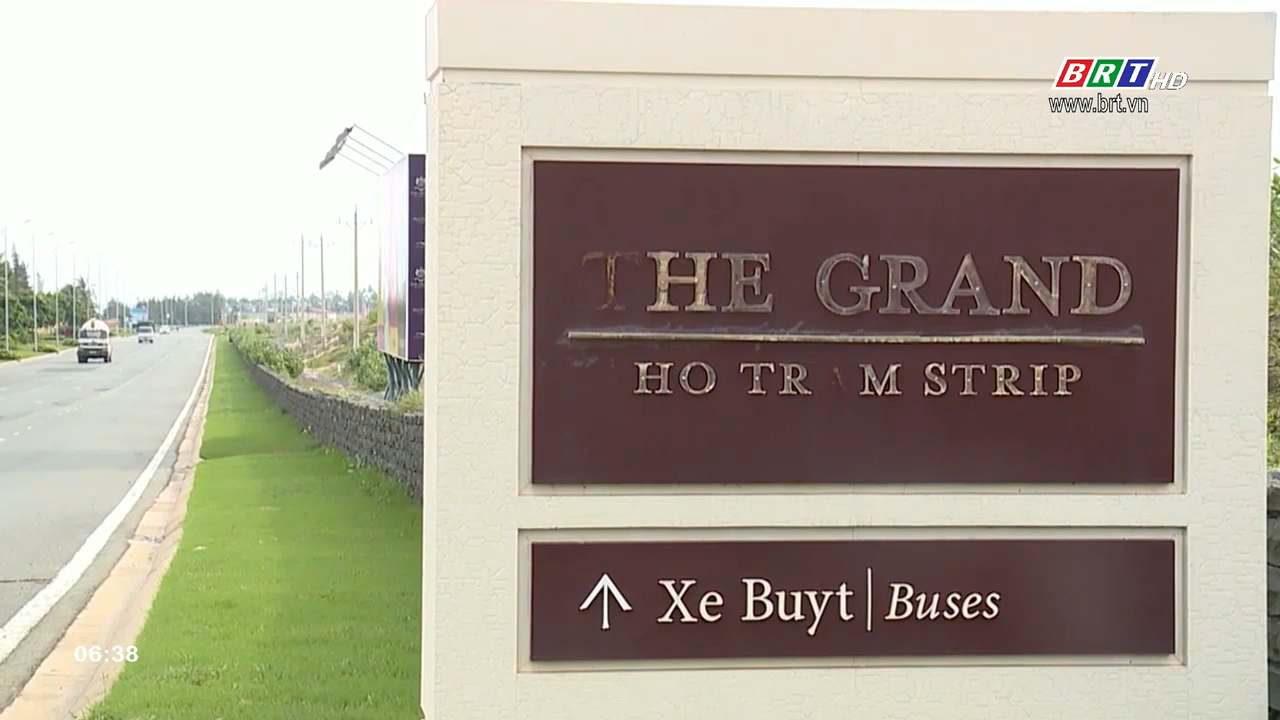 BRT HD
www.brt.vn
THE GRAND
HO TR M STRIP
Xe Buyt | Buses
06:38